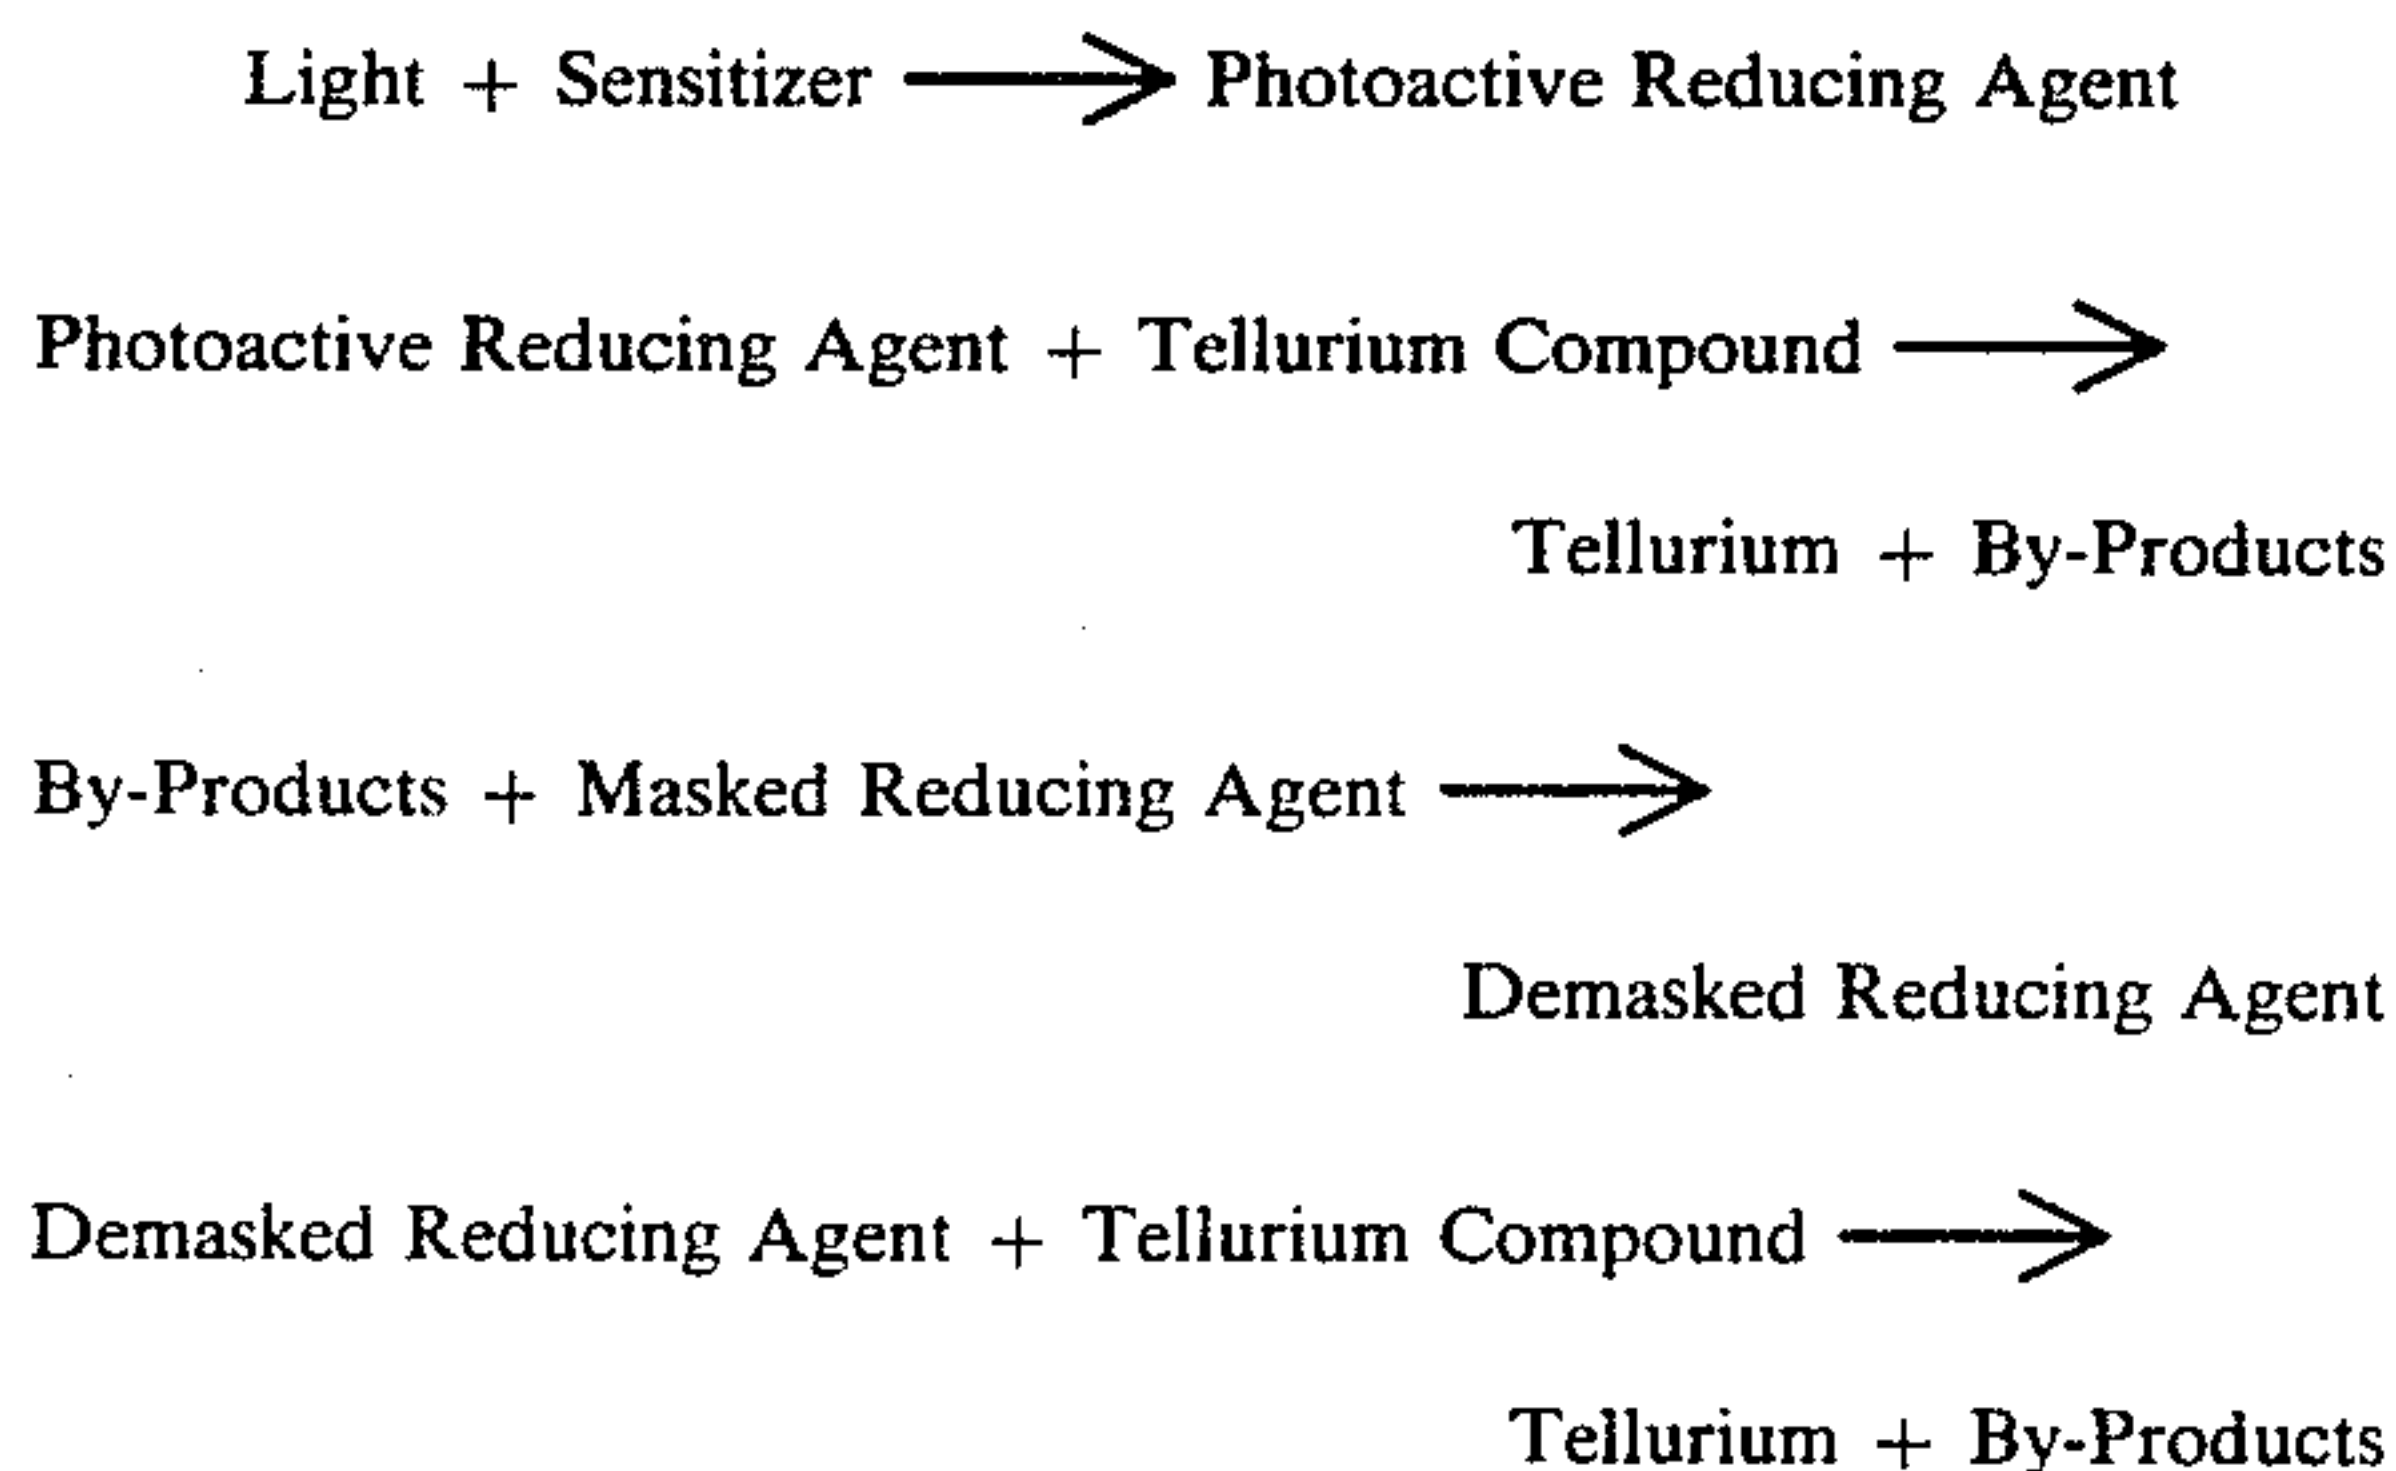 Light + Sensitizer ⟶ Photoactive Reducing Agent
Photoactive Reducing Agent + Tellurium Compound ⟶
Tellurium + By-Products
By-Products + Masked Reducing Agent ⟶
Demasked Reducing Agent
Demasked Reducing Agent + Tellurium Compound ⟶
Tellurium + By-Products